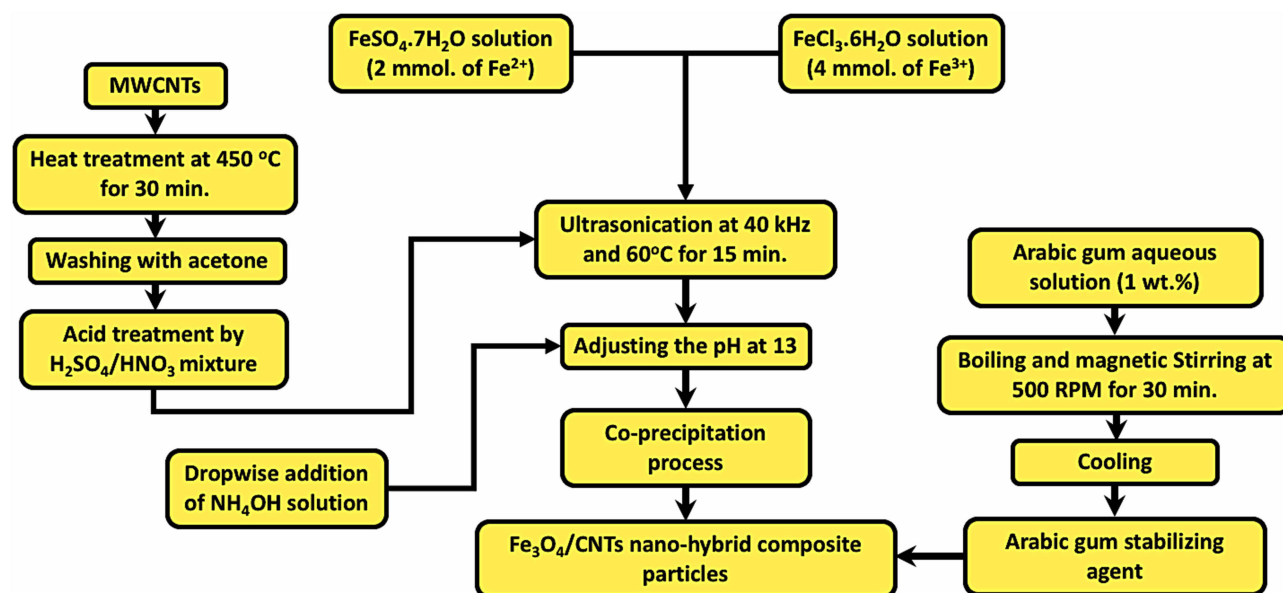 FeSO₄.7H₂O solution
(2 mmol. of Fe²⁺)
FeCl₃.6H₂O solution
(4 mmol. of Fe³⁺)
MWCNTs
Heat treatment at 450 ᵒC
for 30 min.
Washing with acetone
Acid treatment by
H₂SO₄/HNO₃ mixture
Ultrasonication at 40 kHz
and 60ᵒC for 15 min.
Adjusting the pH at 13
Dropwise addition
of NH₄OH solution
Co-precipitation
process
Fe₃O₄/CNTs nano-hybrid composite
particles
Arabic gum aqueous
solution (1 wt.%)
Boiling and magnetic Stirring at
500 RPM for 30 min.
Cooling
Arabic gum stabilizing
agent